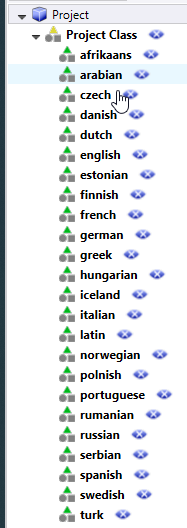 Project
Project Class
afrikaans
arabian
czech
danish
dutch
english
estonian
finnish
french
german
greek
hungarian
iceland
italian
latin
norwegian
polnish
portuguese
rumanian
russian
serbian
spanish
swedish
turk